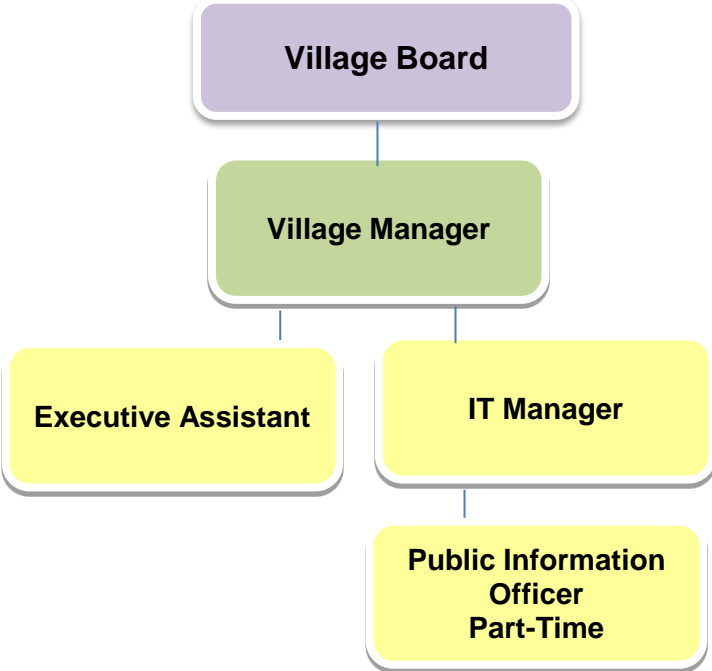 Village Board
Village Manager
Executive Assistant
IT Manager
Public Information
Officer
Part-Time